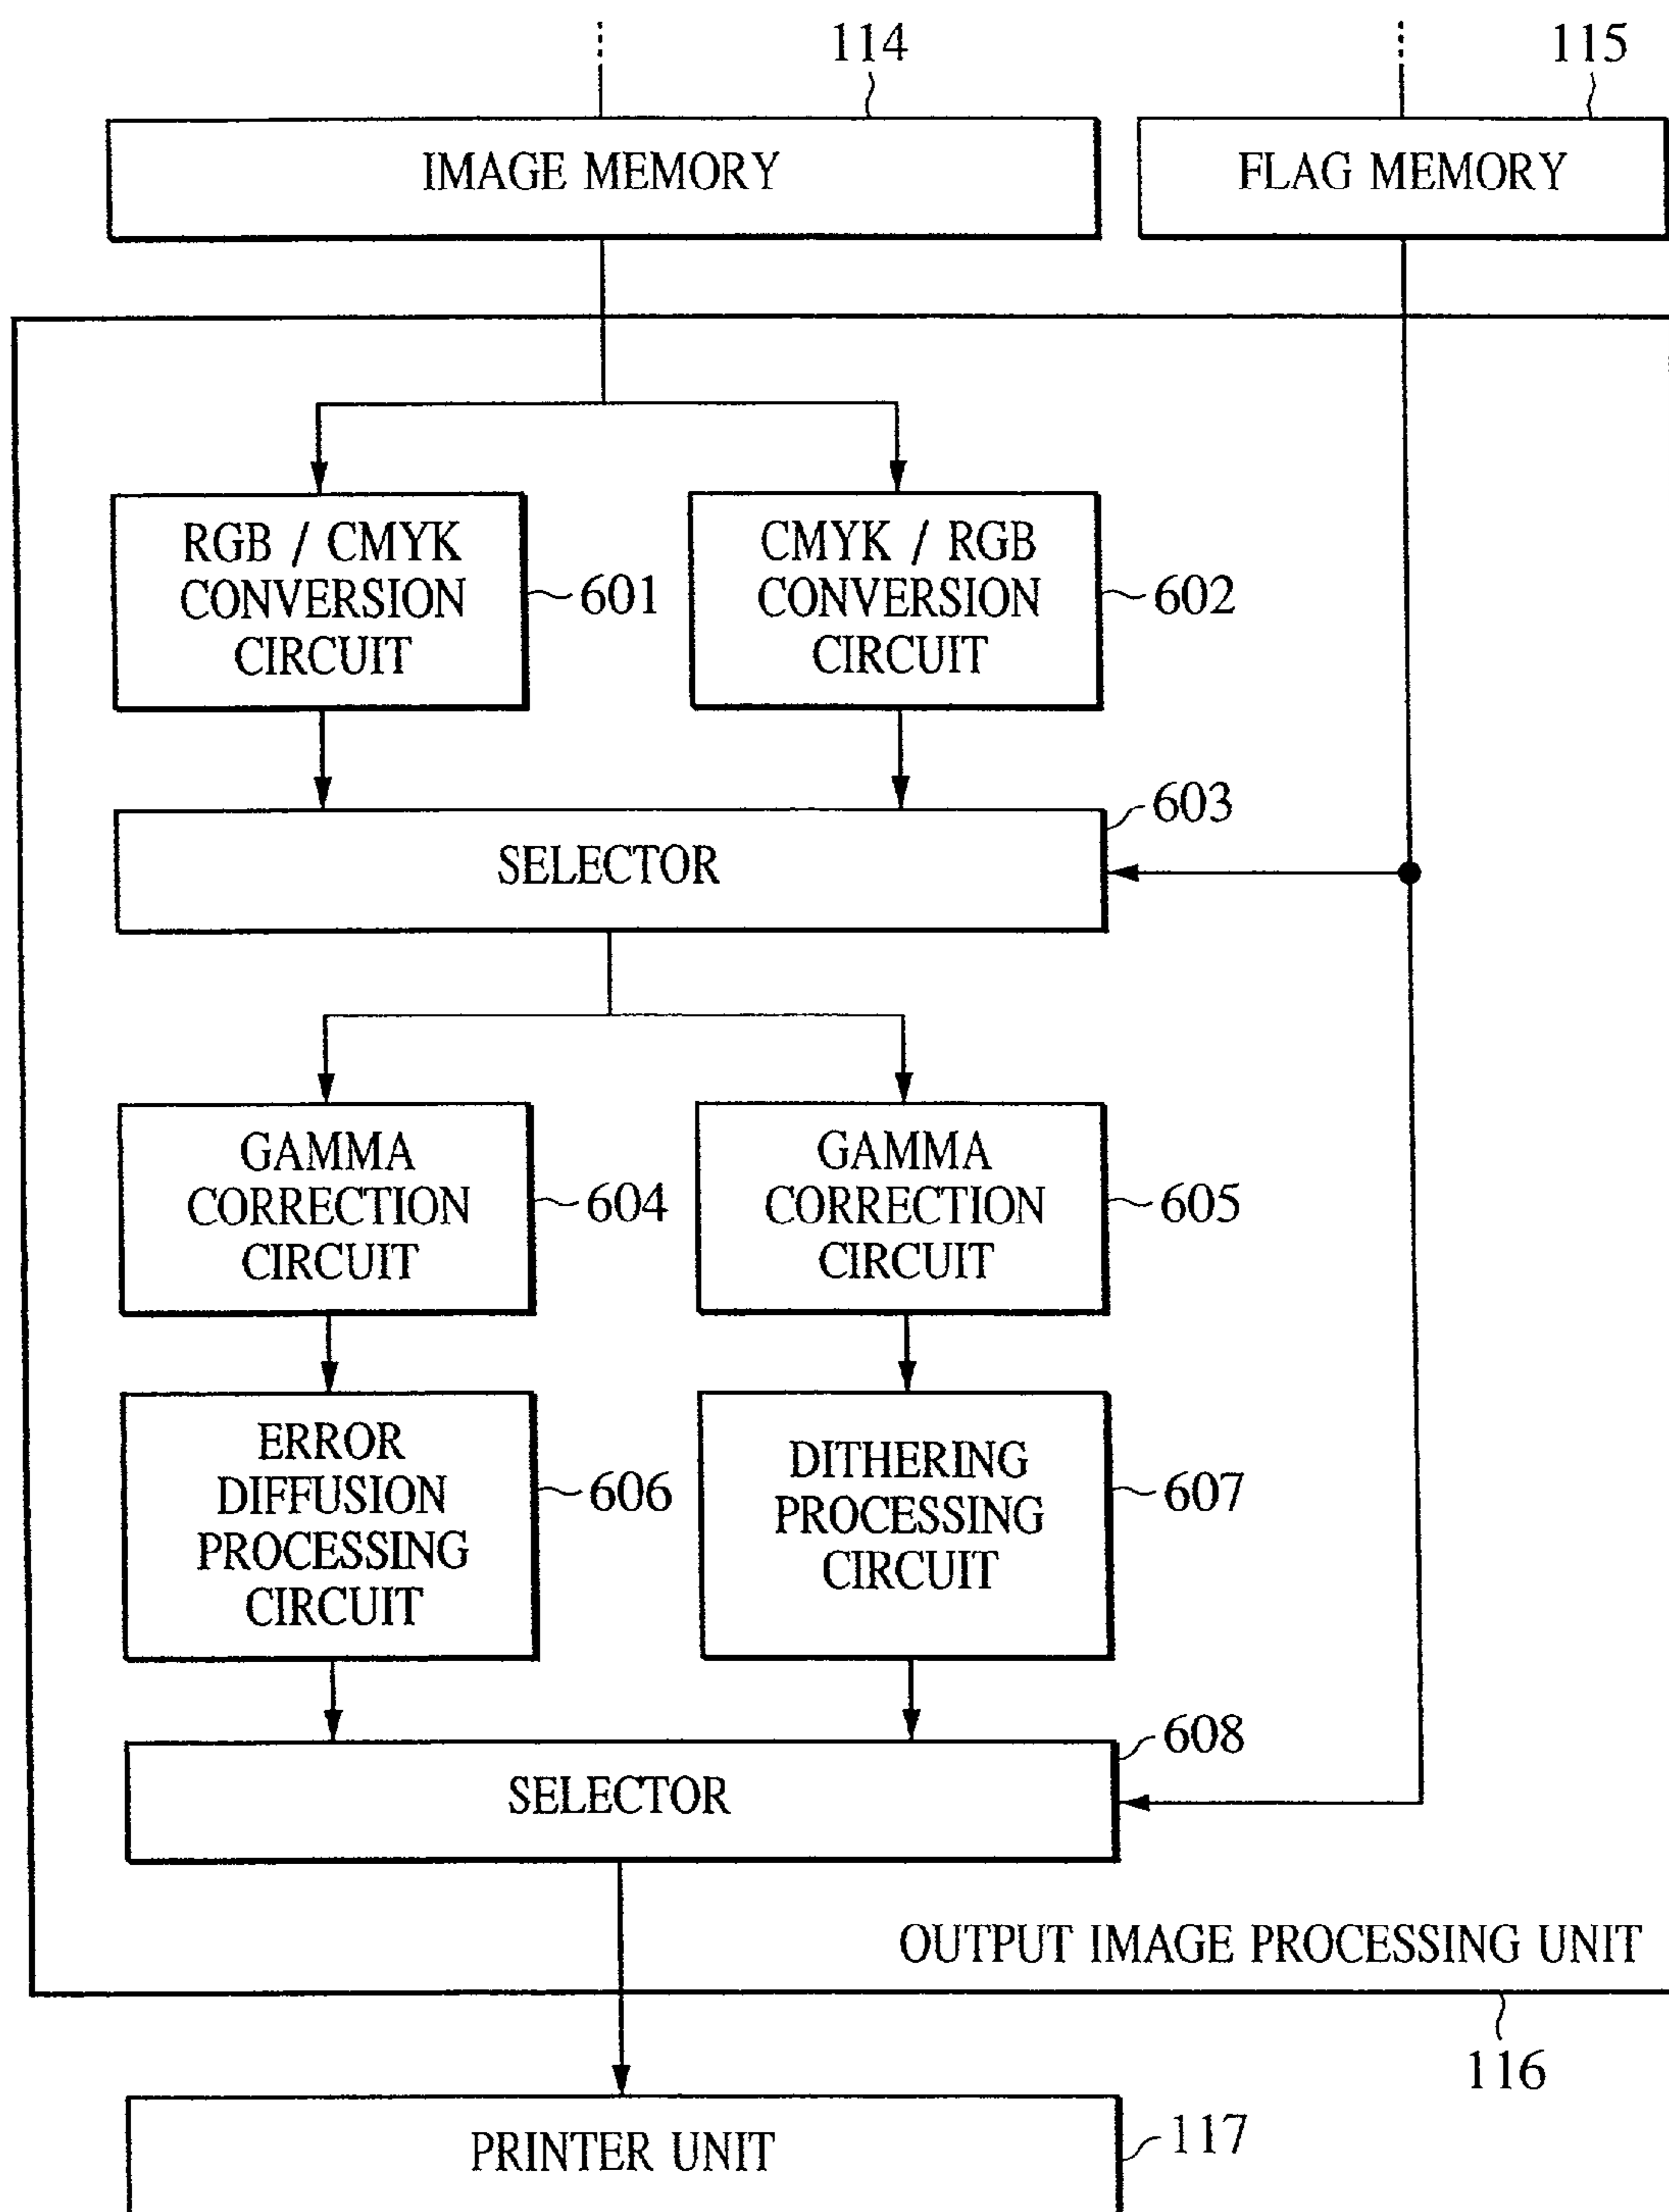 114
115
IMAGE MEMORY
FLAG MEMORY
RGB / CMYK
CONVERSION
CIRCUIT
601
CMYK / RGB
CONVERSION
CIRCUIT
602
603
SELECTOR
GAMMA
CORRECTION
CIRCUIT
604
GAMMA
CORRECTION
CIRCUIT
605
ERROR
DIFFUSION
PROCESSING
CIRCUIT
606
DITHERING
PROCESSING
CIRCUIT
607
608
SELECTOR
OUTPUT IMAGE PROCESSING UNIT
116
PRINTER UNIT
117